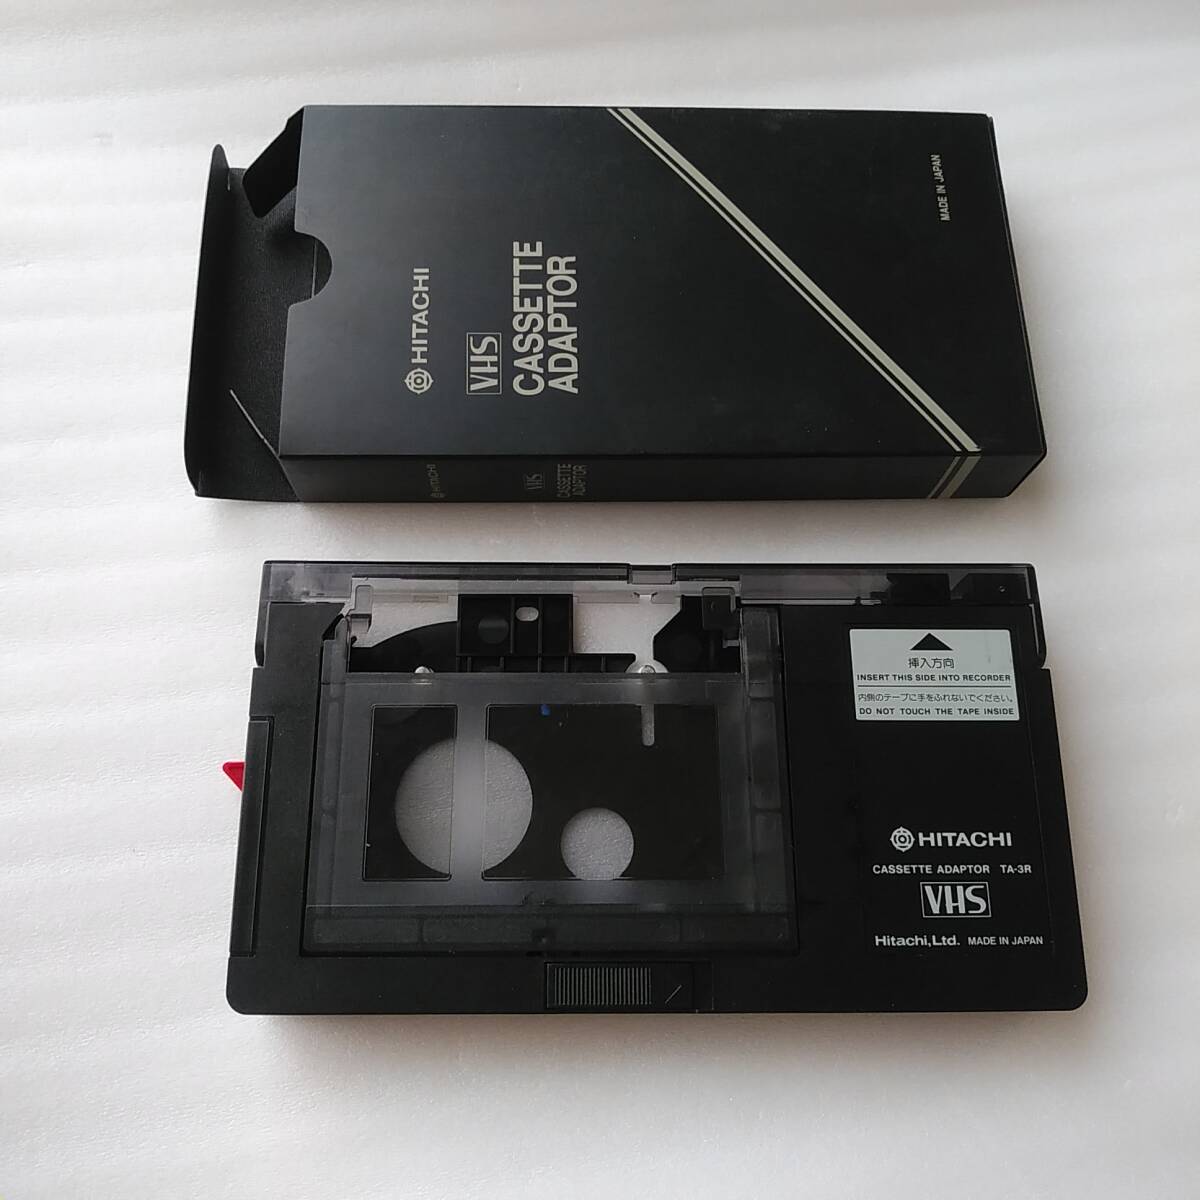 HITACHI
VHS
CASSETTE
ADAPTOR
MADE IN JAPAN
HITACHI
VHS
CASSETTE
ADAPTOR
挿入方向
INSERT THIS SIDE INTO RECORDER
内側のテープに手をふれないでください。
DO NOT TOUCH THE TAPE INSIDE
HITACHI
CASSETTE ADAPTOR TA-3R
VHS
Hitachi,Ltd. MADE IN JAPAN